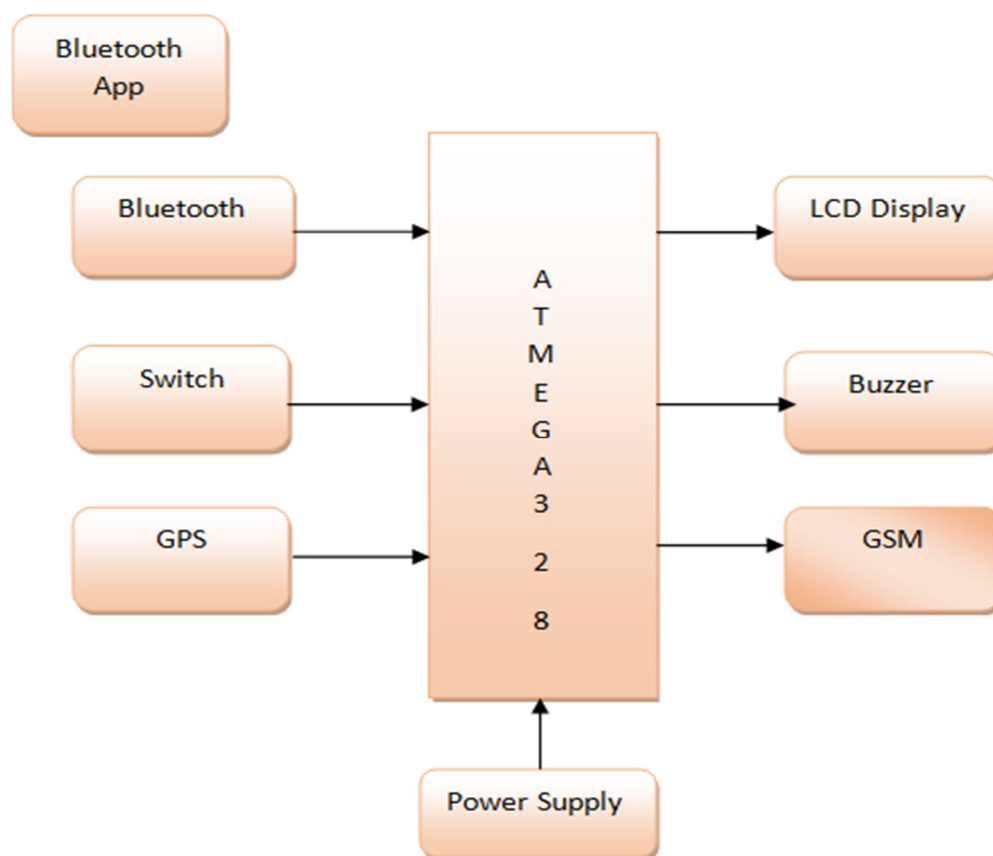 Bluetooth
App
Bluetooth
Switch
GPS
A
T
M
E
G
A
3
2
8
LCD Display
Buzzer
GSM
Power Supply